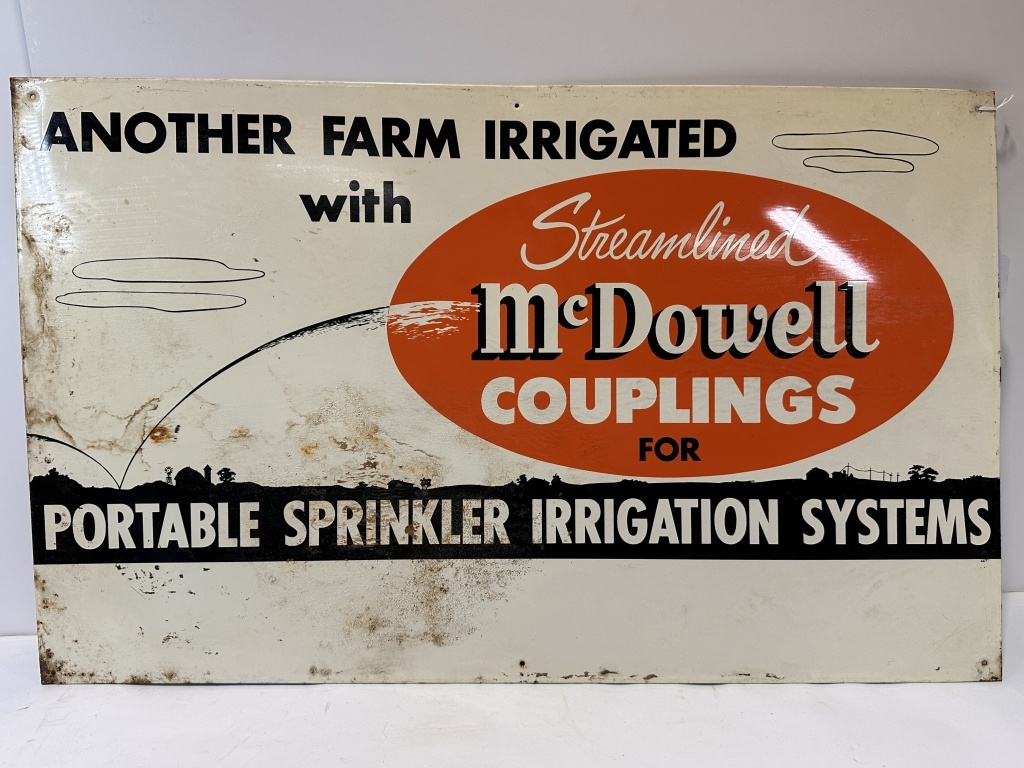 ANOTHER FARM IRRIGATED
with
Streamlined
McDowell
COUPLINGS
FOR
PORTABLE SPRINKLER IRRIGATION SYSTEMS